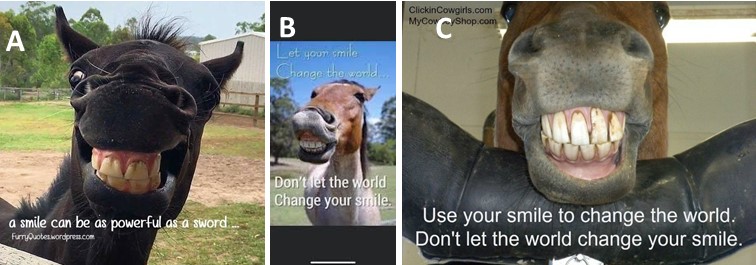 A
a smile can be as powerful as a sword ...
FurryQuotes.wordpress.com
B
Let your smile
Change the world...
Don't let the world
Change your smile.
C
ClickinCowgirls.com
MyCowboyShop.com
Use your smile to change the world.
Don't let the world change your smile.